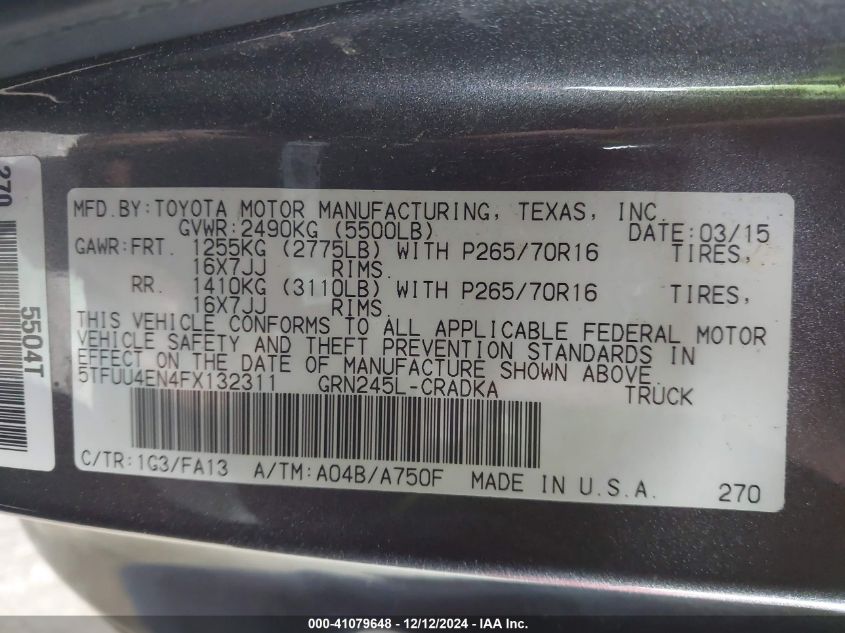 MFD.BY:TOYOTA MOTOR MANUFACTURING, TEXAS, INC.
GVWR:2490KG (5500LB) DATE:03/15
GAWR:FRT. 1255KG (2775LB) WITH P265/70R16 TIRES,
16X7JJ RIMS.
RR. 1410KG (3110LB) WITH P265/70R16 TIRES,
16X7JJ RIMS.
THIS VEHICLE CONFORMS TO ALL APPLICABLE FEDERAL MOTOR
VEHICLE SAFETY AND THEFT PREVENTION STANDARDS IN
EFFECT ON THE DATE OF MANUFACTURE SHOWN ABOVE.
5TFUU4EN4FX132311 GRN245L-CRADKA TRUCK
C/TR:1G3/FA13 A/TM:A04B/A750F MADE IN U.S.A.
270
270
5504T
000-41079648 - 12/12/2024 - IAA Inc.